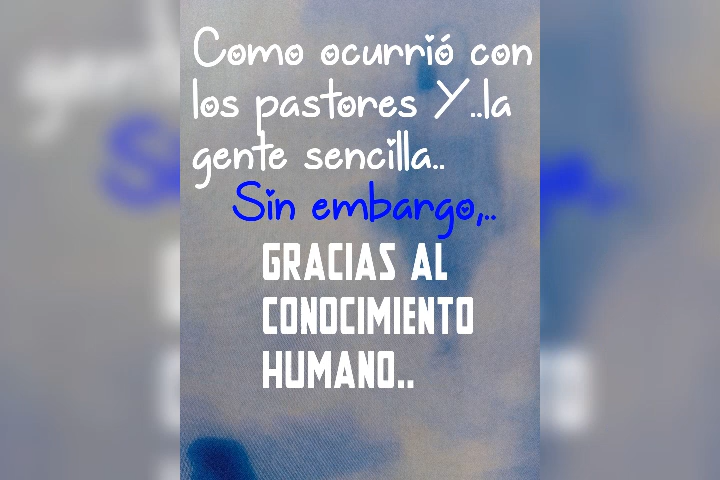 Como ocurrió con
los pastores Y..la
gente sencilla..
Sin embargo,..
GRACIAS AL
CONOCIMIENTO
HUMANO..